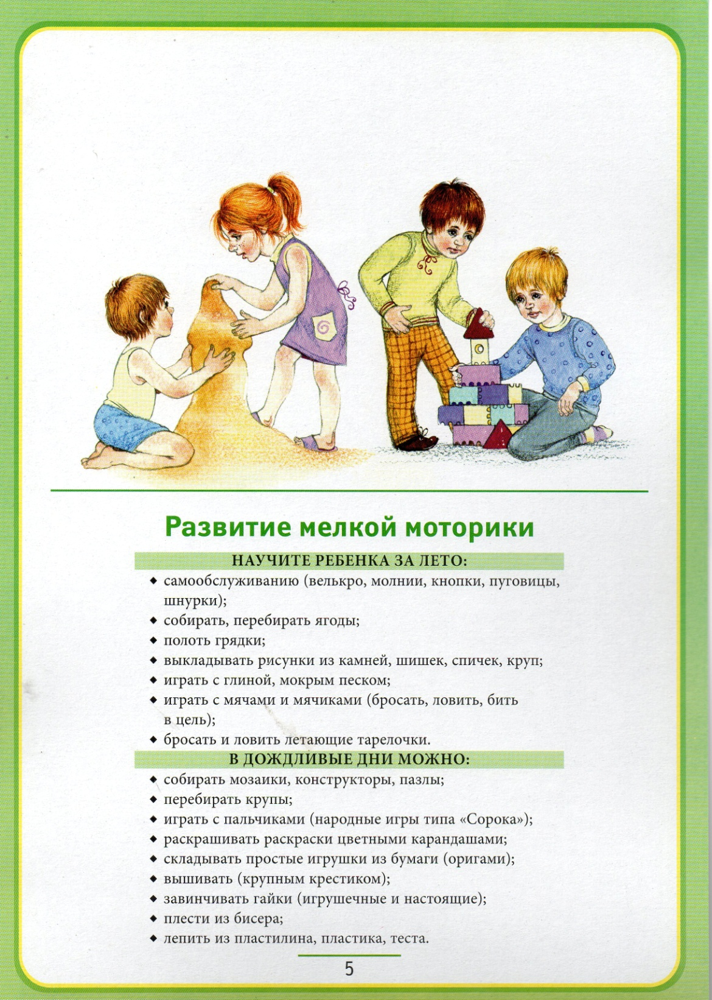 Развитие мелкой моторики
НАУЧИТЕ РЕБЕНКА ЗА ЛЕТО:
◆ самообслуживанию (велькро, молнии, кнопки, пуговицы,
шнурки);
◆ собирать, перебирать ягоды;
◆ полоть грядки;
◆ выкладывать рисунки из камней, шишек, спичек, круп;
◆ играть с глиной, мокрым песком;
◆ играть с мячами и мячиками (бросать, ловить, бить
в цель);
◆ бросать и ловить летающие тарелочки.
В ДОЖДЛИВЫЕ ДНИ МОЖНО:
◆ собирать мозаики, конструкторы, пазлы;
◆ перебирать крупы;
◆ играть с пальчиками (народные игры типа «Сорока»);
◆ раскрашивать раскраски цветными карандашами;
◆ складывать простые игрушки из бумаги (оригами);
◆ вышивать (крупным крестиком);
◆ завинчивать гайки (игрушечные и настоящие);
◆ плести из бисера;
◆ лепить из пластилина, пластика, теста.
5